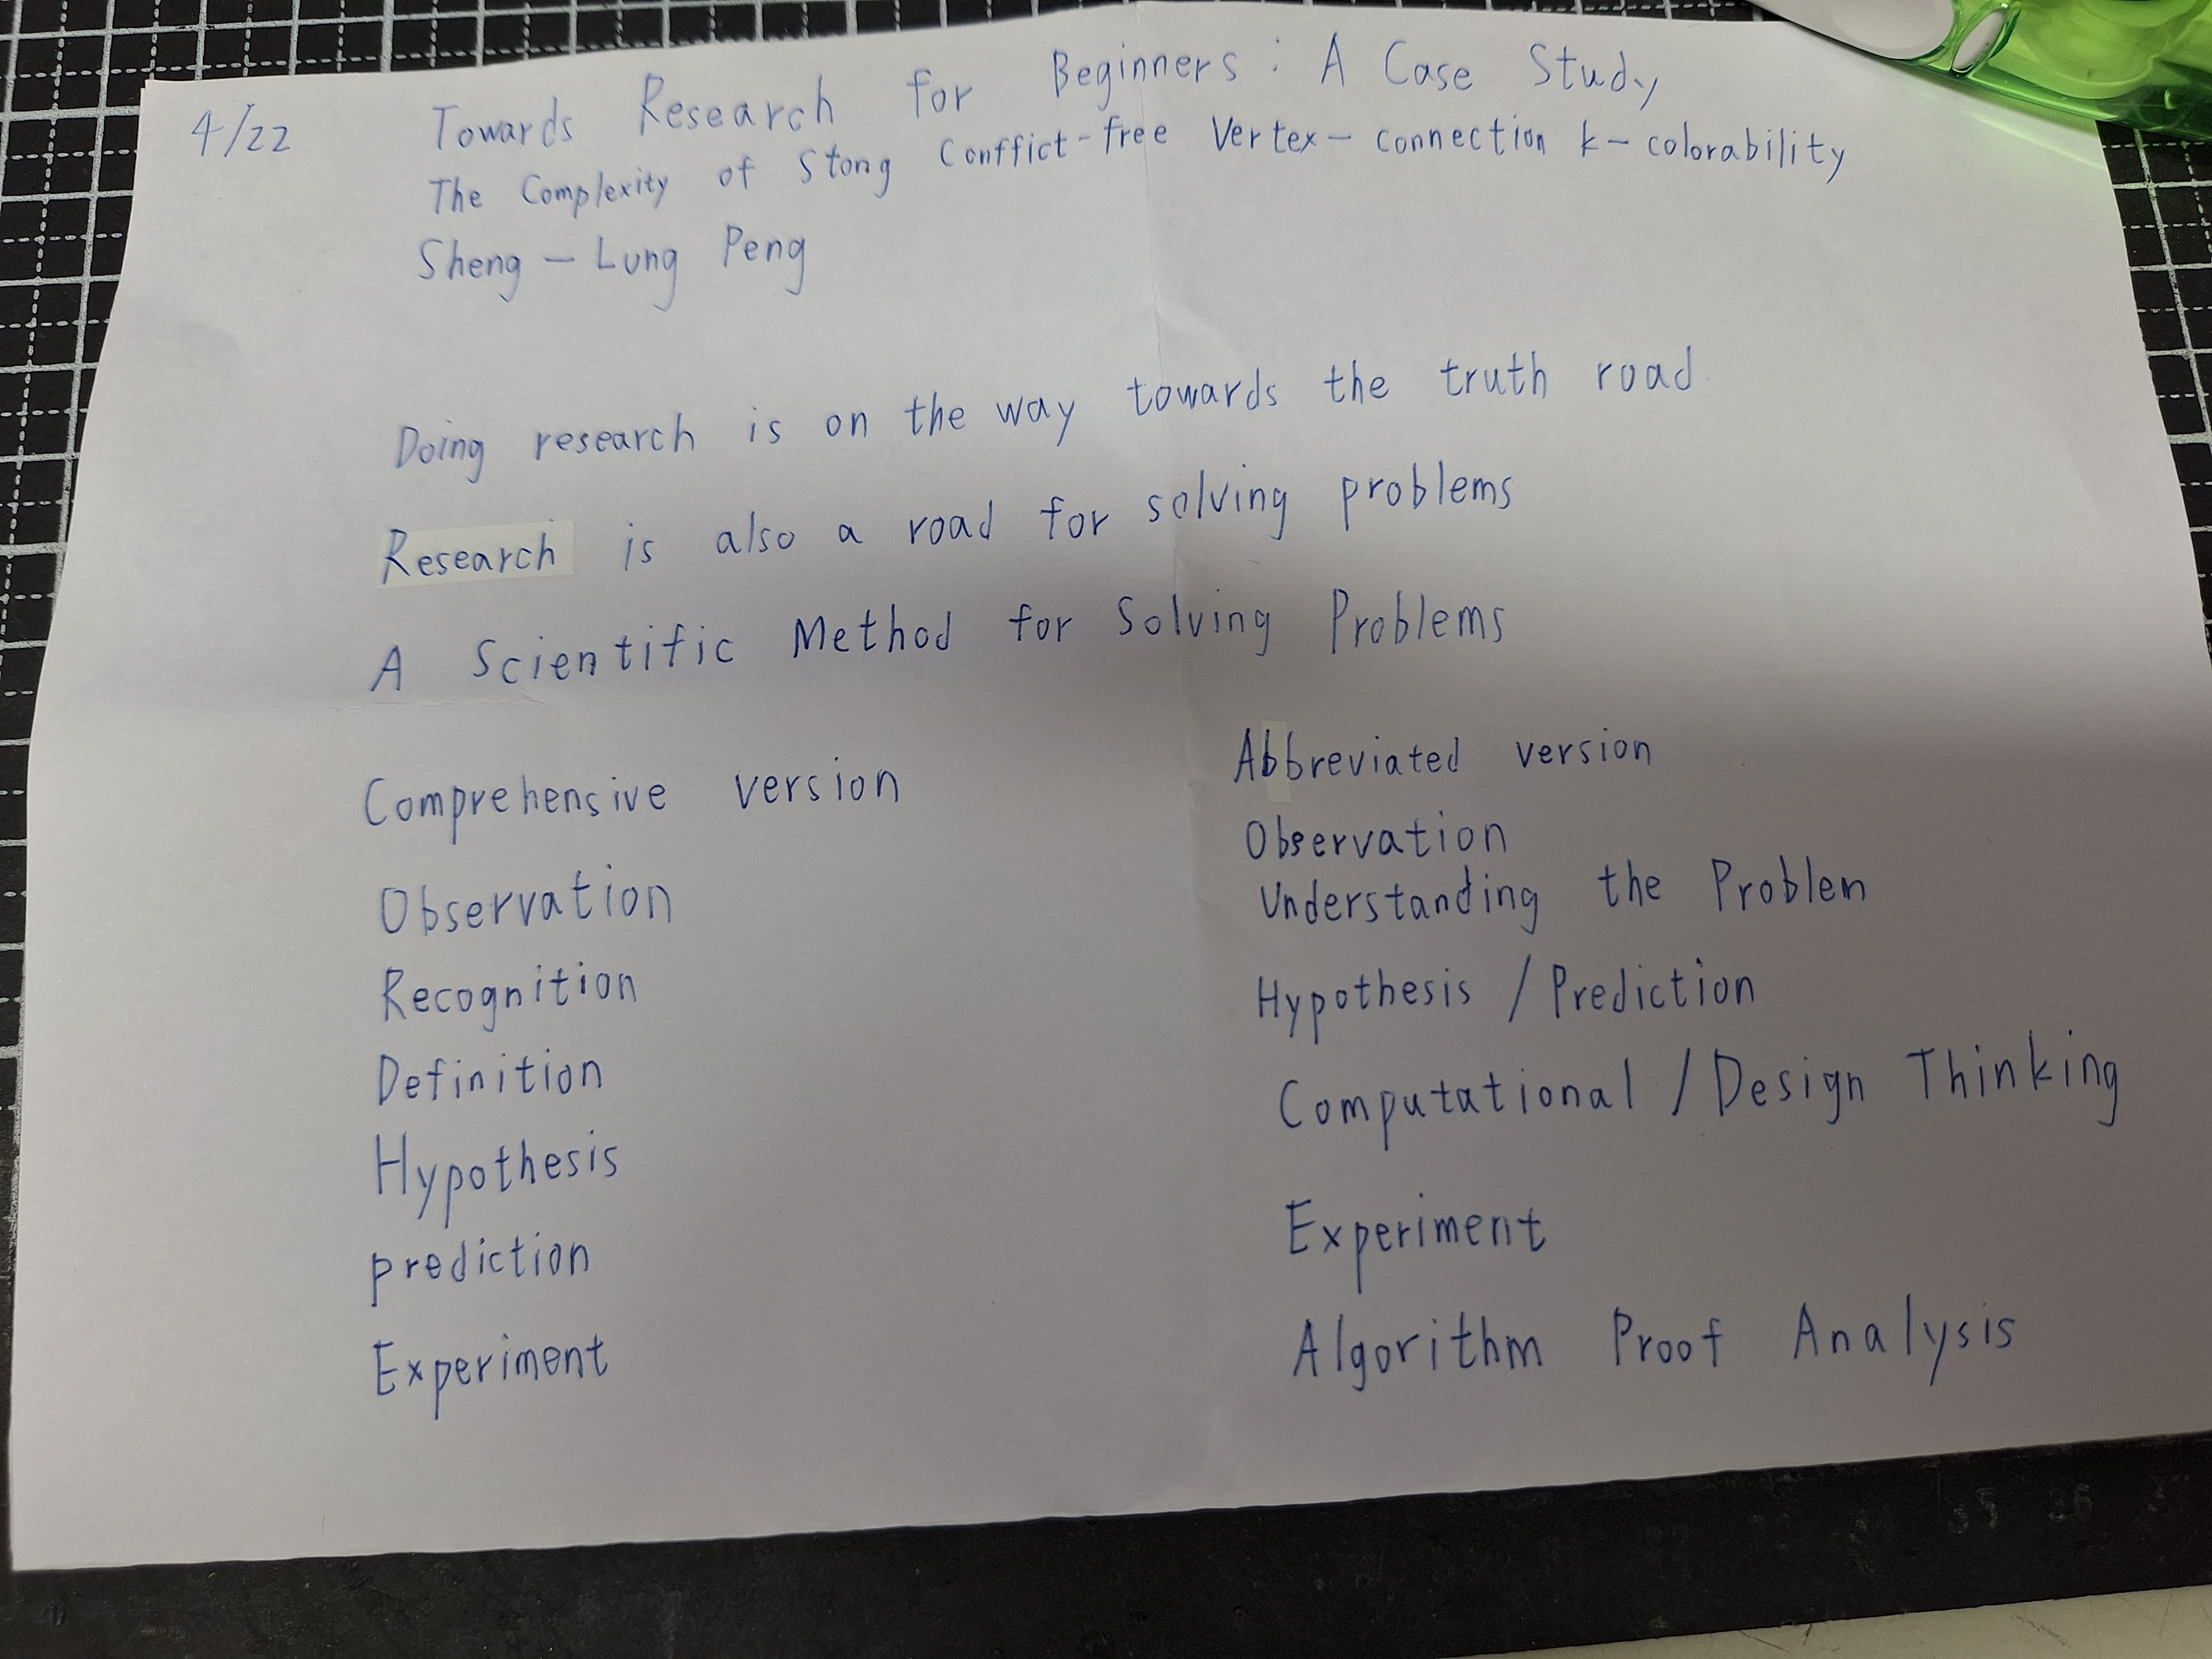 4/22
Towards Research for Beginners : A Case Study
The Complexity of Stong Conffict-free Vertex- connection k-colorability
Sheng-Lung Peng
Doing research is on the way towards the truth road.
Research is also a road for solving problems
A Scientific Method for Solving Problems
Comprehensive version
Observation
Recognition
Definition
Hypothesis
prediction
Experiment
Abbreviated version
Observation
Understanding the Problem
Hypothesis / Prediction
Computational / Design Thinking
Experiment
Algorithm Proof Analysis